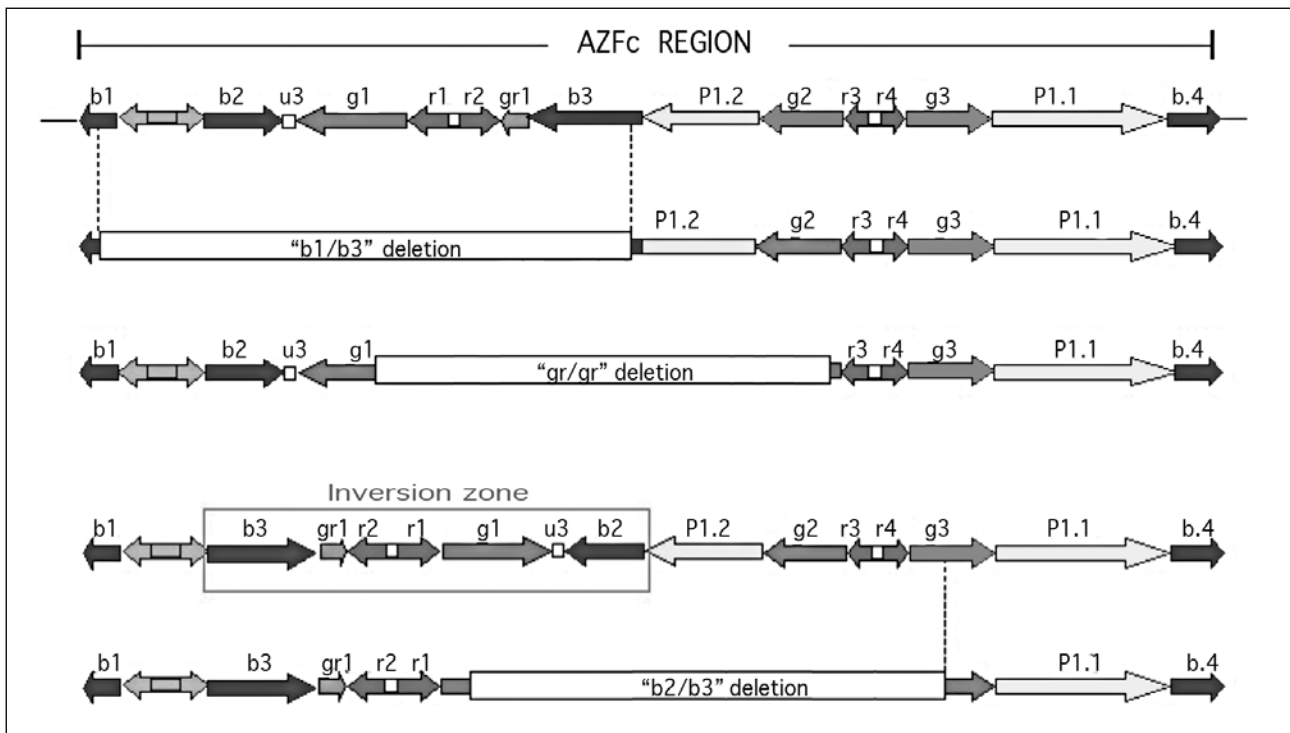 AZFc REGION
b1 b2 u3 g1 r1 r2 gr1 b3 P1.2 g2 r3 r4 g3 P1.1 b.4
P1.2 g2 r3 r4 g3 P1.1 b.4
"b1/b3" deletion
b1 b2 u3 g1 r3 r4 g3 P1.1 b.4
"gr/gr" deletion
Inversion zone
b1 b3 gr1 r2 r1 g1 u3 b2 P1.2 g2 r3 r4 g3 P1.1 b.4
b1 b3 gr1 r2 r1 P1.1 b.4
"b2/b3" deletion